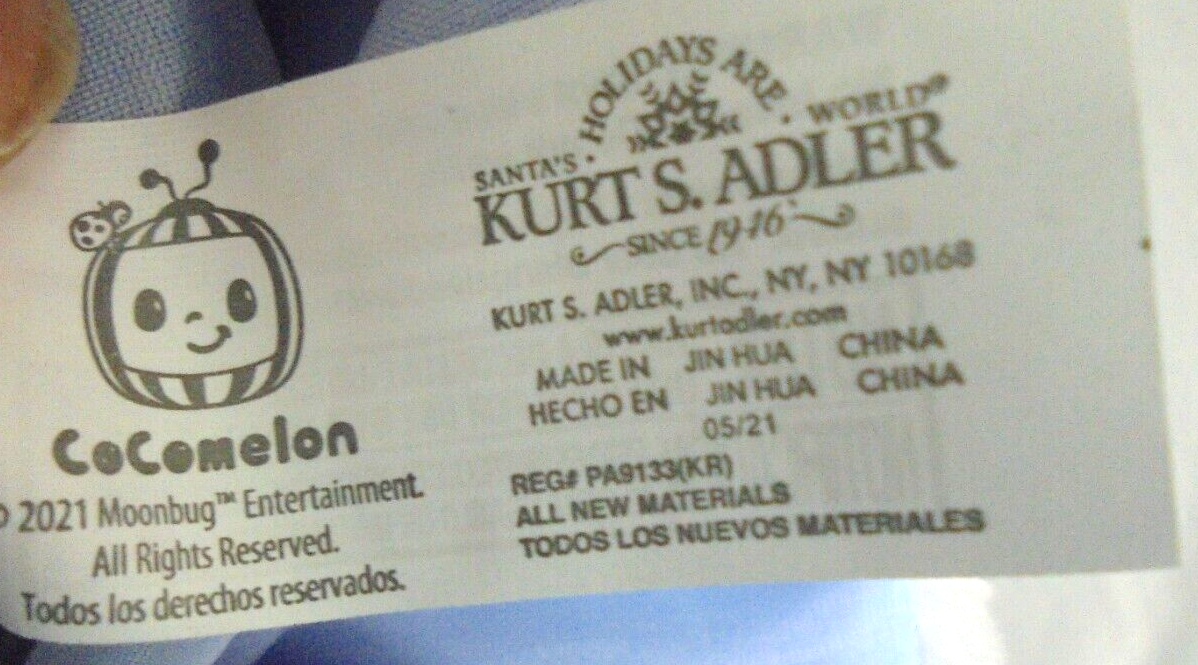 CoComelon
© 2021 Moonbug™ Entertainment.
All Rights Reserved.
Todos los derechos reservados.
SANTA'S • HOLIDAYS ARE • WORLD®
KURT S. ADLER
SINCE 1946
KURT S. ADLER, INC., NY, NY 10168
www.kurtadler.com
MADE IN JIN HUA CHINA
HECHO EN JIN HUA CHINA
05/21
REG# PA9133(KR)
ALL NEW MATERIALS
TODOS LOS NUEVOS MATERIALES